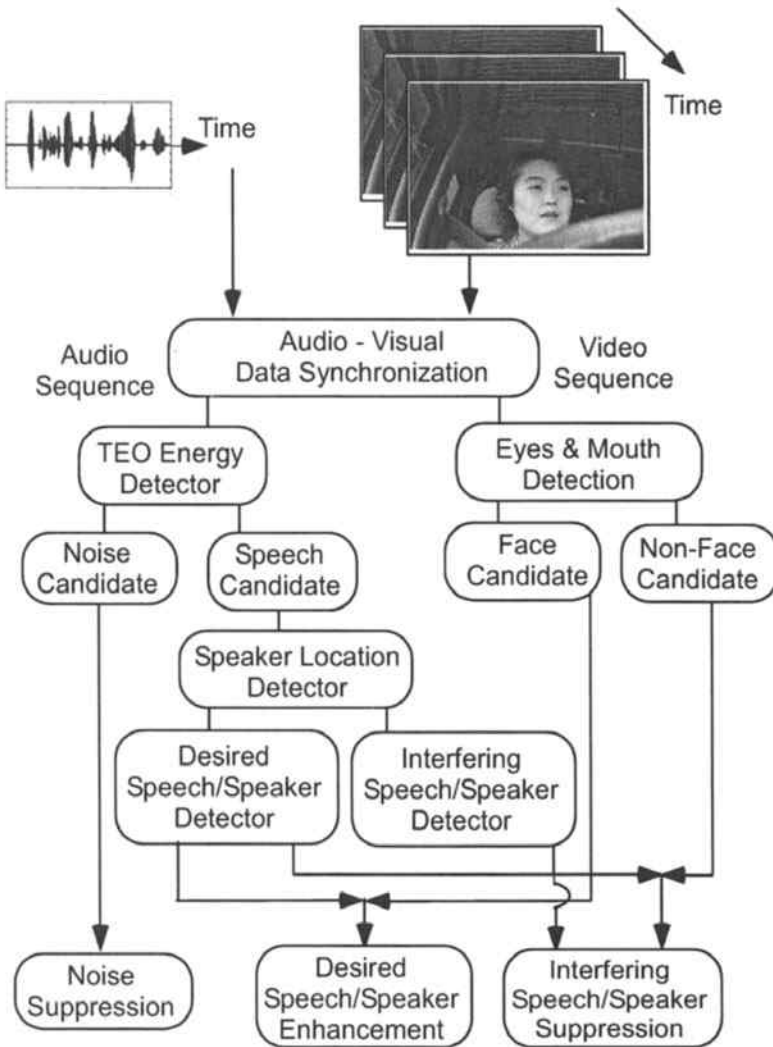 Time
Time
Audio
Sequence
Audio - Visual
Data Synchronization
Video
Sequence
TEO Energy
Detector
Eyes & Mouth
Detection
Noise
Candidate
Speech
Candidate
Face
Candidate
Non-Face
Candidate
Speaker Location
Detector
Desired
Speech/Speaker
Detector
Interfering
Speech/Speaker
Detector
Noise
Suppression
Desired
Speech/Speaker
Enhancement
Interfering
Speech/Speaker
Suppression